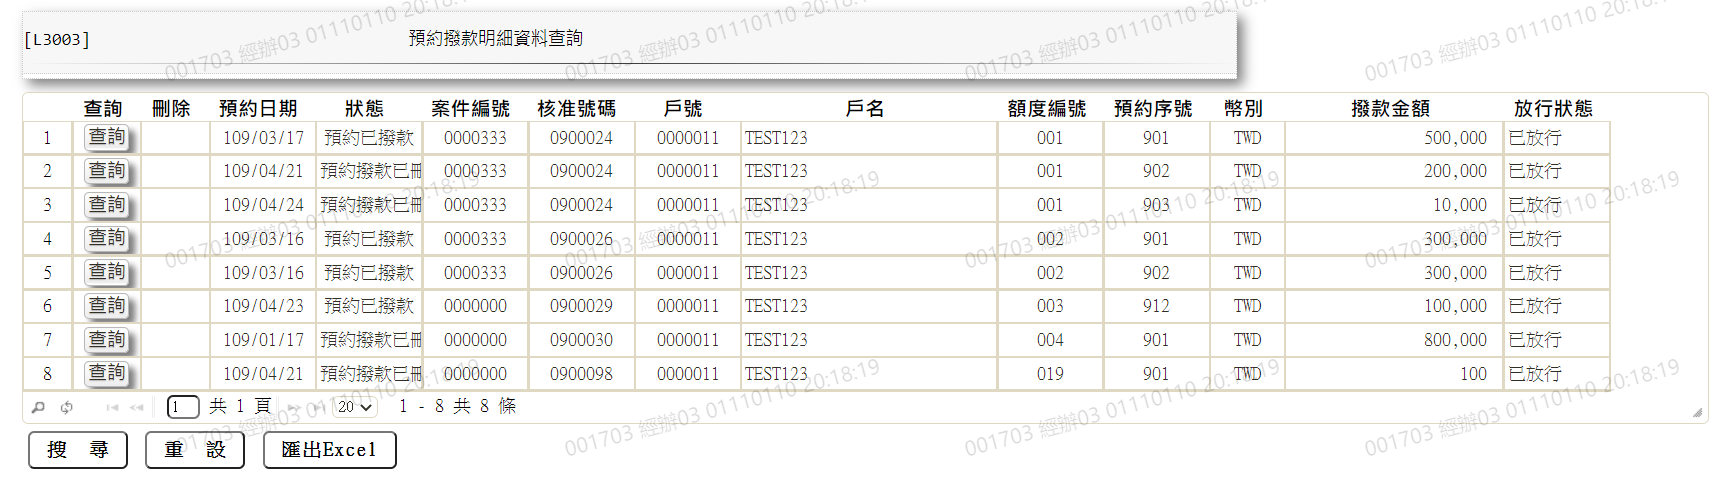 [L3003] 預約撥款明細資料查詢
查詢 刪除 預約日期 狀態 案件編號 核准號碼 戶號 戶名 額度編號 預約序號 幣別 撥款金額 放行狀態
1 查詢 109/03/17 預約已撥款 0000333 0900024 0000011 TEST123 001 901 TWD 500,000 已放行
2 查詢 109/04/21 預約撥款已刪 0000333 0900024 0000011 TEST123 001 902 TWD 200,000 已放行
3 查詢 109/04/24 預約撥款已刪 0000333 0900024 0000011 TEST123 001 903 TWD 10,000 已放行
4 查詢 109/03/16 預約已撥款 0000333 0900026 0000011 TEST123 002 901 TWD 300,000 已放行
5 查詢 109/03/16 預約已撥款 0000333 0900026 0000011 TEST123 002 902 TWD 300,000 已放行
6 查詢 109/04/23 預約已撥款 0000000 0900029 0000011 TEST123 003 912 TWD 100,000 已放行
7 查詢 109/01/17 預約撥款已刪 0000000 0900030 0000011 TEST123 004 901 TWD 800,000 已放行
8 查詢 109/04/21 預約撥款已刪 0000000 0900098 0000011 TEST123 019 901 TWD 100 已放行
1 共 1 頁 20 1 - 8 共 8 條
搜 尋 重 設 匯出Excel
001703 經辦03 01110110 20:18:19